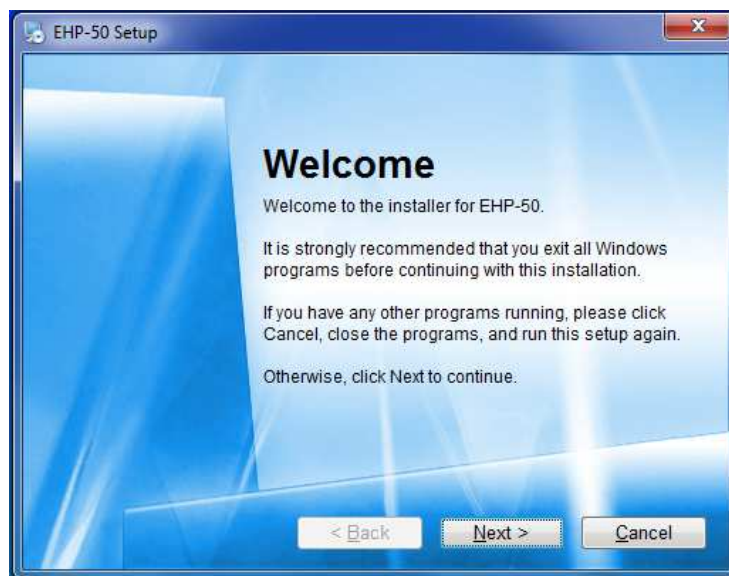 EHP-50 Setup
Welcome
Welcome to the installer for EHP-50.
It is strongly recommended that you exit all Windows
programs before continuing with this installation.
If you have any other programs running, please click
Cancel, close the programs, and run this setup again.
Otherwise, click Next to continue.
< Back Next > Cancel